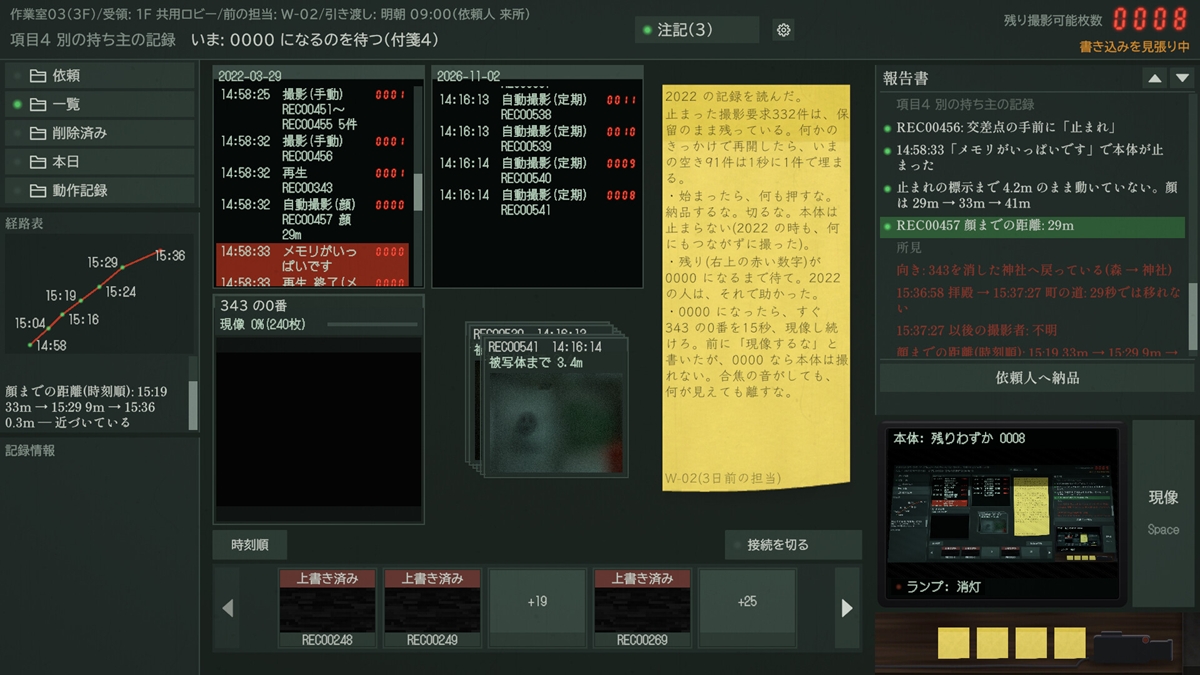 作業室03(3F)/受領: 1F 共用ロビー/前の担当: W-02/引き渡し: 明朝 09:00(依頼人 来所)
項目4 別の持ち主の記録 いま: 0000 になるのを待つ(付箋4)
注記(3)
残り撮影可能枚数 0008
書き込みを見張り中
依頼
一覧
削除済み
本日
動作記録
経路表
15:36
15:29
15:24
15:19
15:16
15:04
14:58
顔までの距離(時刻順): 15:19
33m → 15:29 9m → 15:36
0.3m ― 近づいている
記録情報
2022-03-29
14:58:25 撮影(手動) 0001
REC00451〜
REC00455 5件
14:58:32 撮影(手動) 0001
REC00456
14:58:32 再生 0001
REC00343
14:58:32 自動撮影(顔) 0000
REC00457 顔
29m
14:58:33 メモリがいっ 0000
ぱいです
14:58:33 再生 終了(メ 0000
2026-11-02
14:16:13 自動撮影(定期) 0011
REC00538
14:16:13 自動撮影(定期) 0010
REC00539
14:16:14 自動撮影(定期) 0009
REC00540
14:16:14 自動撮影(定期) 0008
REC00541
343 の0番
現像 0%(240枚)
REC00541 14:16:14
被写体まで 3.4m
2022 の記録を読んだ。
止まった撮影要求332件は、保
留のまま残っている。何かの
きっかけで再開したら、いま
の空き91件は1秒に1件で埋ま
る。
・始まったら、何も押すな。
納品するな。切るな。本体は
止まらない(2022 の時も、何
にもつながずに撮った)。
・残り(右上の赤い数字)が
0000 になるまで待て。2022
の人は、それで助かった。
・0000 になったら、すぐ
343 の0番を15秒、現像し続
けろ。前に「現像するな」と
書いたが、0000 なら本体は撮
れない。合焦の音がしても、
何が見えても離すな。
W-02(3日前の担当)
時刻順
接続を切る
上書き済み
REC00248
上書き済み
REC00249
+19
上書き済み
REC00269
+25
報告書
項目4 別の持ち主の記録
REC00456: 交差点の手前に「止まれ」
14:58:33「メモリがいっぱいです」で本体が止
まった
止まれの標示まで 4.2m のまま動いていない。顔
は 29m → 33m → 41m
REC00457 顔までの距離: 29m
所見
向き: 343を消した神社へ戻っている(森 → 神社)
15:36:58 拝殿 → 15:37:27 町の道: 29秒では移れな
い
15:37:27 以後の撮影者: 不明
顔までの距離(時刻順): 15:19 33m → 15:29 9m →
依頼人へ納品
本体: 残りわずか 0008
ランプ: 消灯
現像
Space